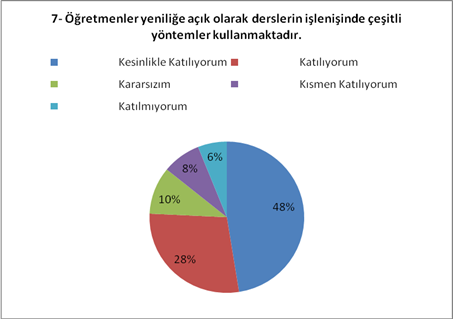 7- Öğretmenler yeniliğe açık olarak derslerin işlenişinde çeşitli
yöntemler kullanmaktadır.
Kesinlikle Katılıyorum Katılıyorum
Kararsızım Kısmen Katılıyorum
Katılmıyorum
6%
8%
10%
48%
28%